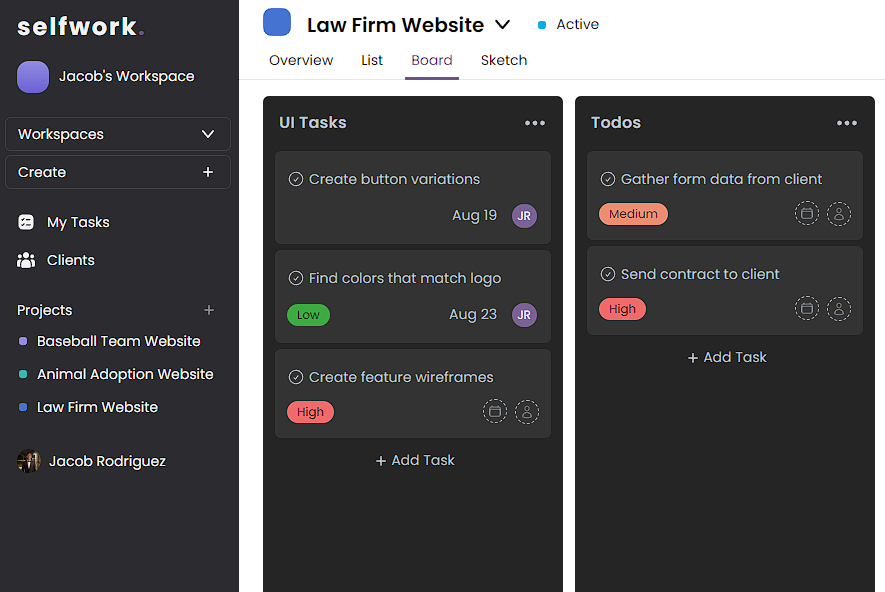 selfwork.
Jacob's Workspace
Workspaces
Create +
My Tasks
Clients
Projects +
Baseball Team Website
Animal Adoption Website
Law Firm Website
Jacob Rodriguez
Law Firm Website
Active
Overview List Board Sketch
UI Tasks
Create button variations
Aug 19 JR
Find colors that match logo
Low Aug 23 JR
Create feature wireframes
High
+ Add Task
Todos
Gather form data from client
Medium
Send contract to client
High
+ Add Task